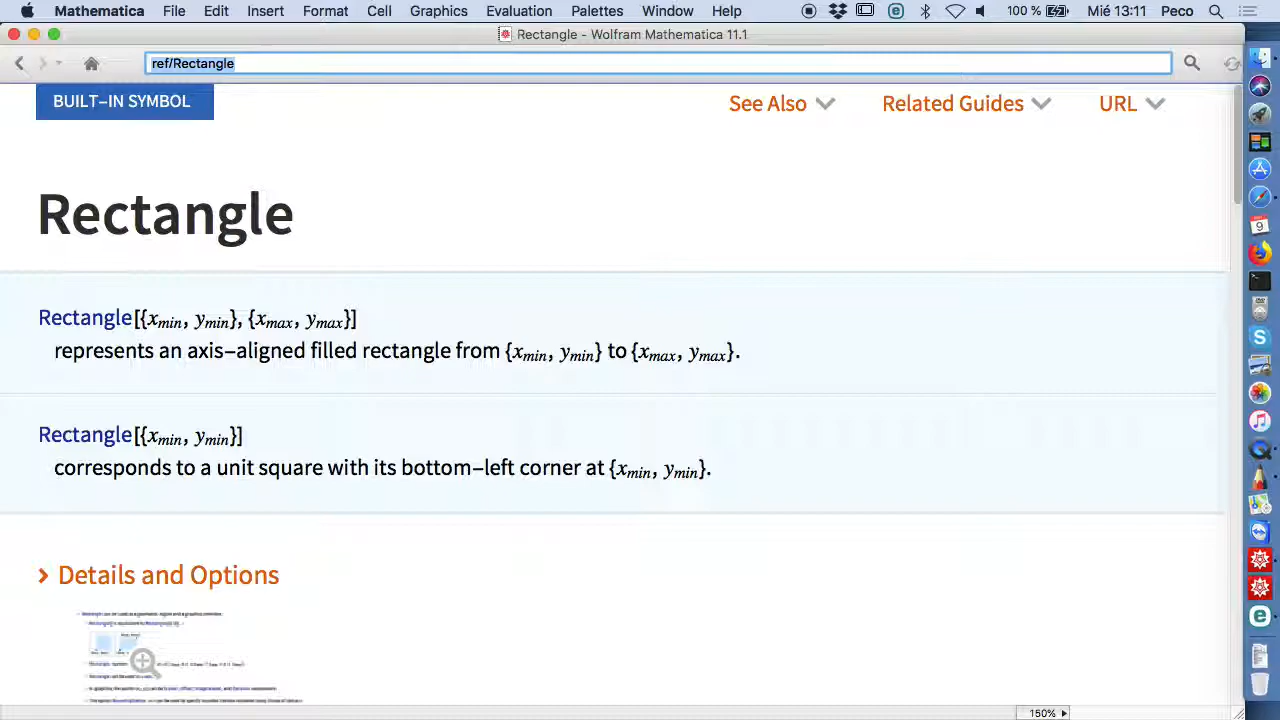 Mathematica File Edit Insert Format Cell Graphics Evaluation Palettes Window Help 100 % Mié 13:11 Peco
Rectangle - Wolfram Mathematica 11.1
ref/Rectangle
BUILT-IN SYMBOL
See Also Related Guides URL
Rectangle
Rectangle[{xmin, ymin}, {xmax, ymax}]
represents an axis-aligned filled rectangle from {xmin, ymin} to {xmax, ymax}.
Rectangle[{xmin, ymin}]
corresponds to a unit square with its bottom-left corner at {xmin, ymin}.
Details and Options
150%
9